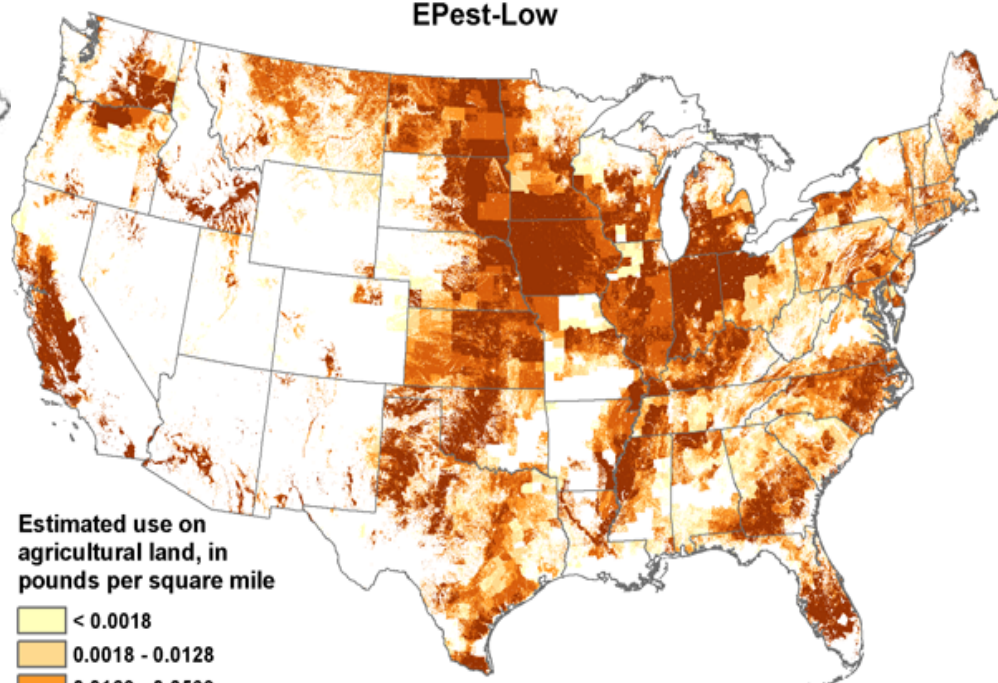 EPest-Low
Estimated use on
agricultural land, in
pounds per square mile
< 0.0018
0.0018 - 0.0128